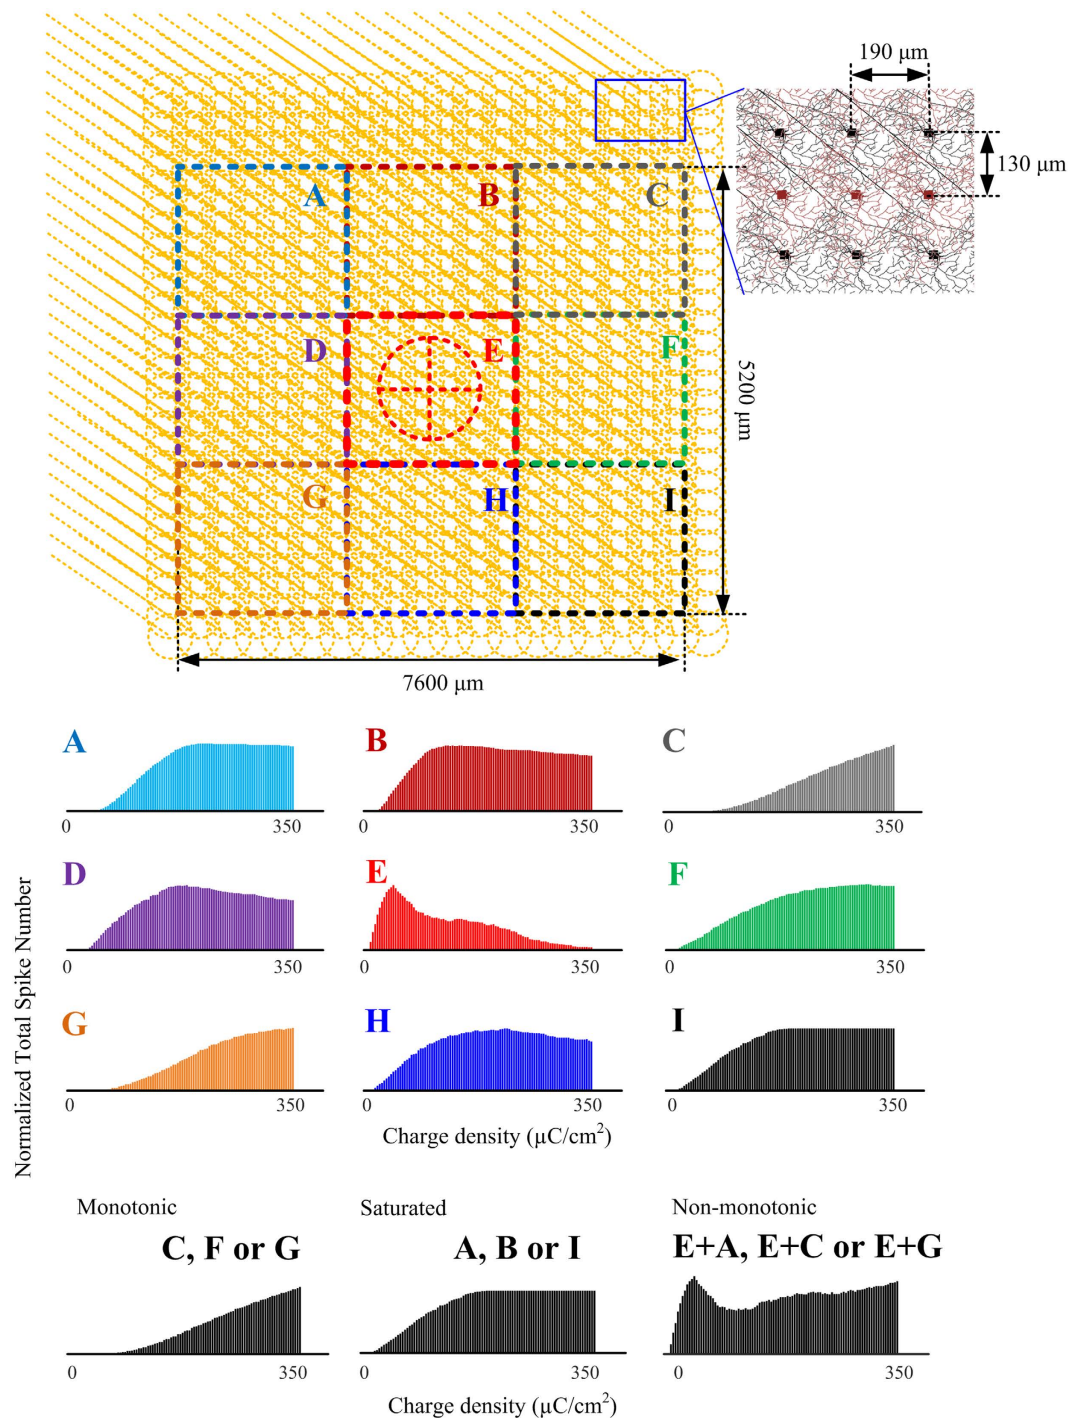 190 μm
130 μm
A B C
D E F
G H I
5200 μm
7600 μm
A B C
0 350 0 350 0 350
D E F
0 350 0 350 0 350
G H I
0 350 0 350 0 350
Normalized Total Spike Number
Charge density (μC/cm²)
Monotonic Saturated Non-monotonic
C, F or G A, B or I E+A, E+C or E+G
0 350 0 350 0 350
Charge density (μC/cm²)